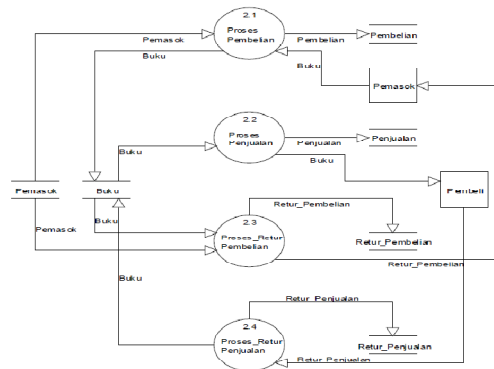 2.1
Proses
Pembelian
Pemasok
Pembelian
Pembelian
Buku
Buku
Pemasok
2.2
Proses
Penjualan
Penjualan
Penjualan
Buku
Buku
Pemasok
Buku
Pembeli
Buku
Pemasok
2.3
Proses_Retur
Pembelian
Retur_Pembelian
Retur_Pembelian
Retur_Pembelian
Buku
2.4
Proses_Retur
Penjualan
Retur_Penjualan
Retur_Penjualan
Retur_Penjualan